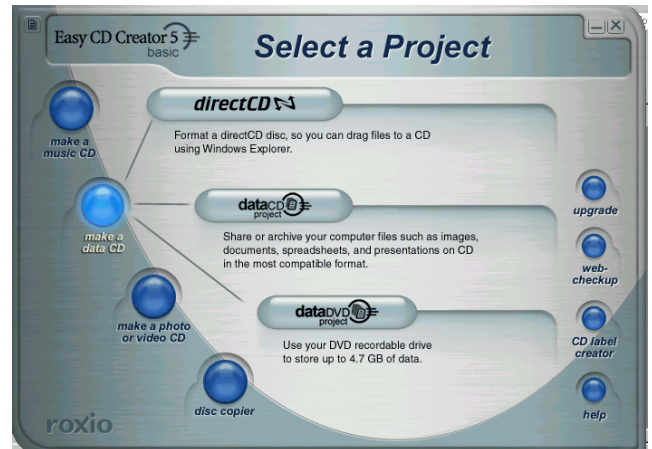 Easy CD Creator 5
basic
Select a Project
make a
music CD
directCD
Format a directCD disc, so you can drag files to a CD
using Windows Explorer.
make a
data CD
dataCD
project
Share or archive your computer files such as images,
documents, spreadsheets, and presentations on CD
in the most compatible format.
make a photo
or video CD
dataDVD
project
Use your DVD recordable drive
to store up to 4.7 GB of data.
disc copier
upgrade
web-
checkup
CD label
creator
help
roxio